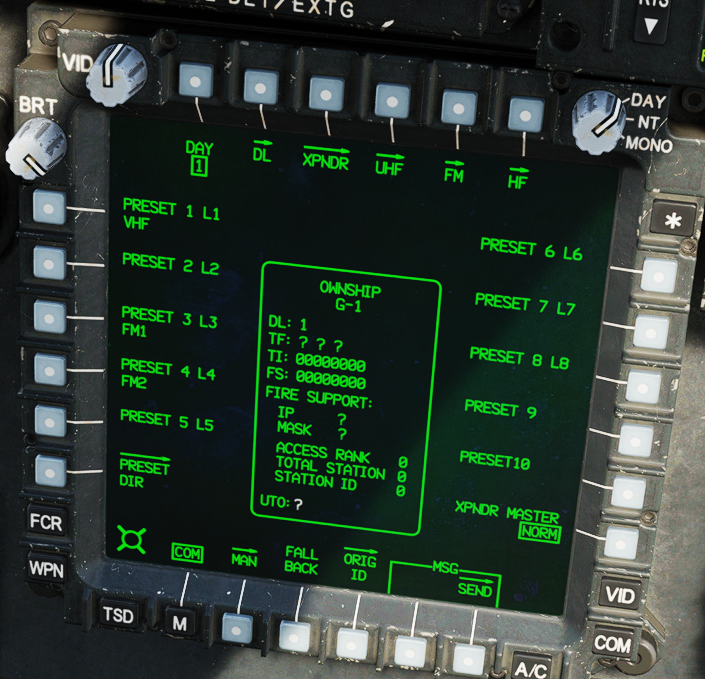 VID
BRT
DAY
NT
MONO
DAY
1
DL
XPNDR
UHF
FM
HF
PRESET 1 L1
VHF
PRESET 2 L2
PRESET 3 L3
FM1
PRESET 4 L4
FM2
PRESET 5 L5
PRESET
DIR
OWNSHIP
G-1
DL: 1
TF: ? ? ?
TI: 00000000
FS: 00000000
FIRE SUPPORT:
IP ?
MASK ?
ACCESS RANK 0
TOTAL STATION 0
STATION ID 0
UTO: ?
PRESET 6 L6
PRESET 7 L7
PRESET 8 L8
PRESET 9
PRESET10
XPNDR MASTER
NORM
*
COM
MAN
FALL
BACK
ORIG
ID
MSG
SEND
FCR
WPN
TSD
M
VID
COM
A/C